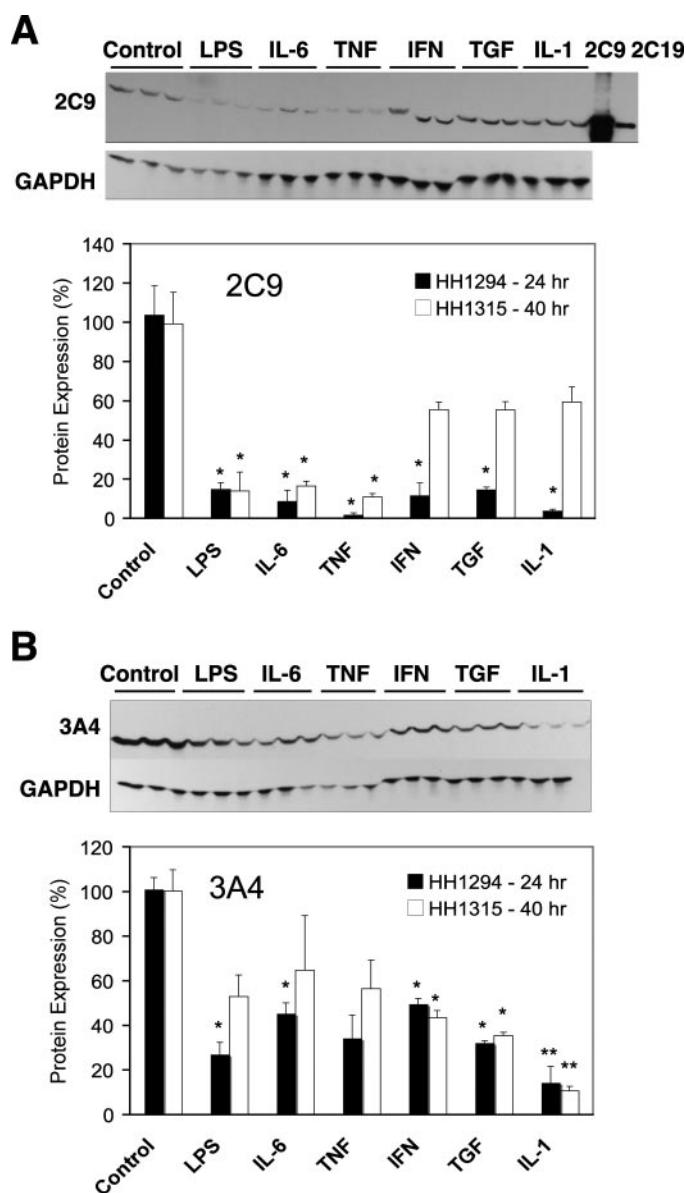 A
Control LPS IL-6 TNF IFN TGF IL-1 2C9 2C19
2C9
GAPDH
140
120
100
80
60
40
20
0
Protein Expression (%)
2C9
HH1294 - 24 hr
HH1315 - 40 hr
* * * * * * * * *
Control LPS IL-6 TNF IFN TGF IL-1
B
Control LPS IL-6 TNF IFN TGF IL-1
3A4
GAPDH
120
100
80
60
40
20
0
Protein Expression (%)
3A4
HH1294 - 24 hr
HH1315 - 40 hr
* * * * * * ** **
Control LPS IL-6 TNF IFN TGF IL-1